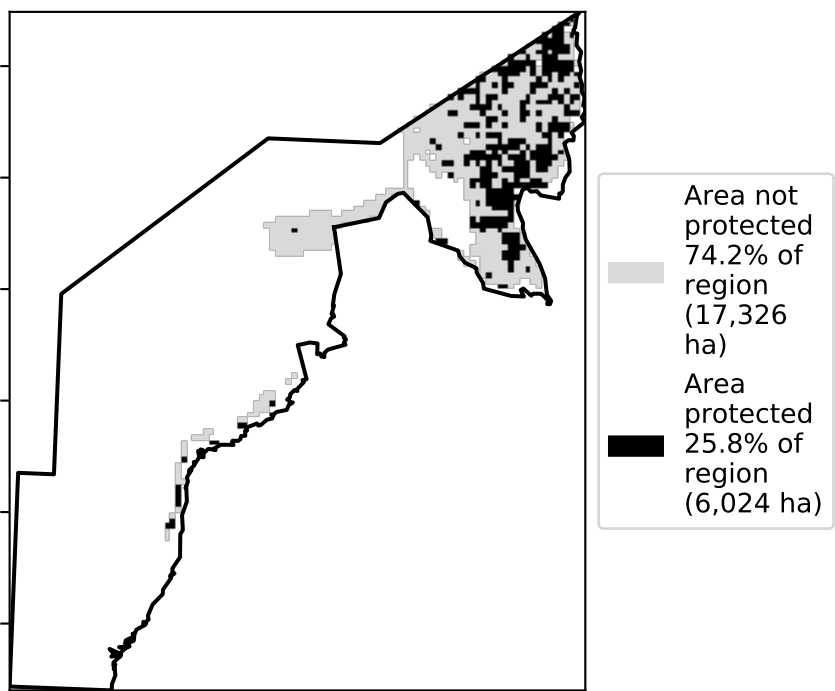 Area not
protected
74.2% of
region
(17,326
ha)
Area
protected
25.8% of
region
(6,024 ha)